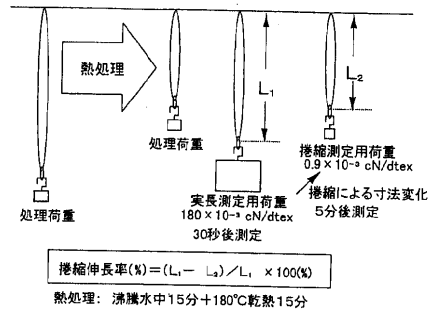 熱処理
処理荷重
処理荷重
L₁
実長測定用荷重
180×10⁻³ cN/dtex
30秒後測定
L₂
捲縮測定用荷重
0.9×10⁻³ cN/dtex
捲縮による寸法変化
5分後測定
捲縮伸長率(%)=(L₁− L₂)/L₁ ×100(%)
熱処理: 沸騰水中15分+180℃乾熱15分